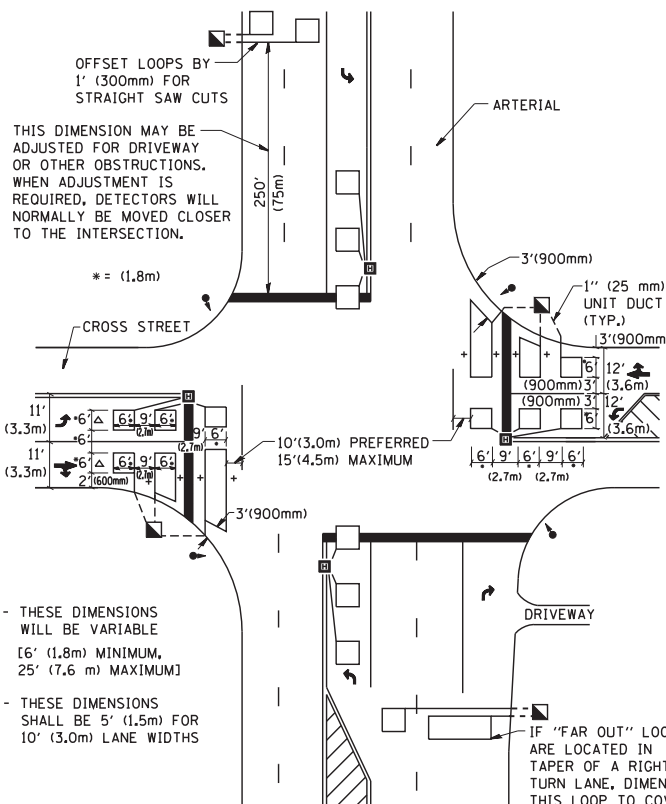 OFFSET LOOPS BY
1' (300mm) FOR
STRAIGHT SAW CUTS
ARTERIAL
THIS DIMENSION MAY BE
ADJUSTED FOR DRIVEWAY
OR OTHER OBSTRUCTIONS.
WHEN ADJUSTMENT IS
REQUIRED, DETECTORS WILL
NORMALLY BE MOVED CLOSER
TO THE INTERSECTION.
250'
(75m)
* = (1.8m)
3'(900mm)
1" (25 mm)
UNIT DUCT
(TYP.)
CROSS STREET
3'(900mm
*6'
12'
(3.6m)
(900mm) 3'
(900mm) 3'
*6'
12'
(3.6m)
H
6' 9' 6' 9' 6'
(2.7m) (2.7m)
H
11'
(3.3m)
*6'
6' 9' 6'
(2.7m)
*6'
9' 6'
(2.7m)
11'
(3.3m)
*6'
6' 9' 6'
(2.7m)
2' (600mm)
10'(3.0m) PREFERRED
15'(4.5m) MAXIMUM
3'(900mm)
H
H
- THESE DIMENSIONS
WILL BE VARIABLE
[6' (1.8m) MINIMUM,
25' (7.6 m) MAXIMUM]
- THESE DIMENSIONS
SHALL BE 5' (1.5m) FOR
10' (3.0m) LANE WIDTHS
DRIVEWAY
IF "FAR OUT" LOO
ARE LOCATED IN
TAPER OF A RIGHT
TURN LANE, DIMEN
THIS LOOP TO COV